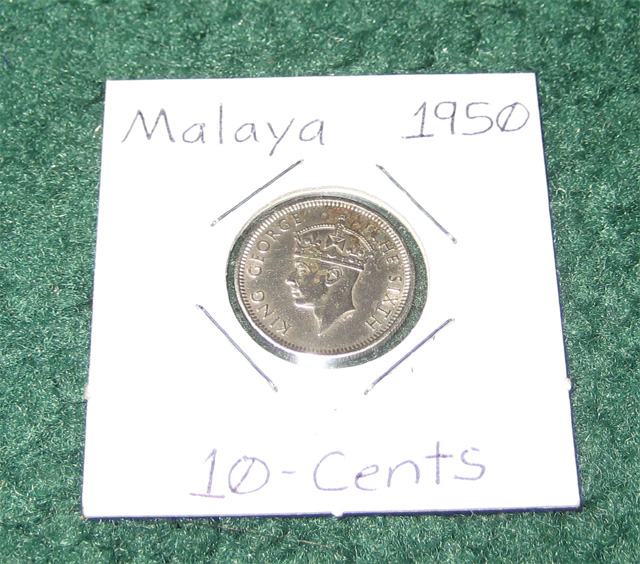 Malaya 1950
KING GEORGE THE SIXTH
10-Cents